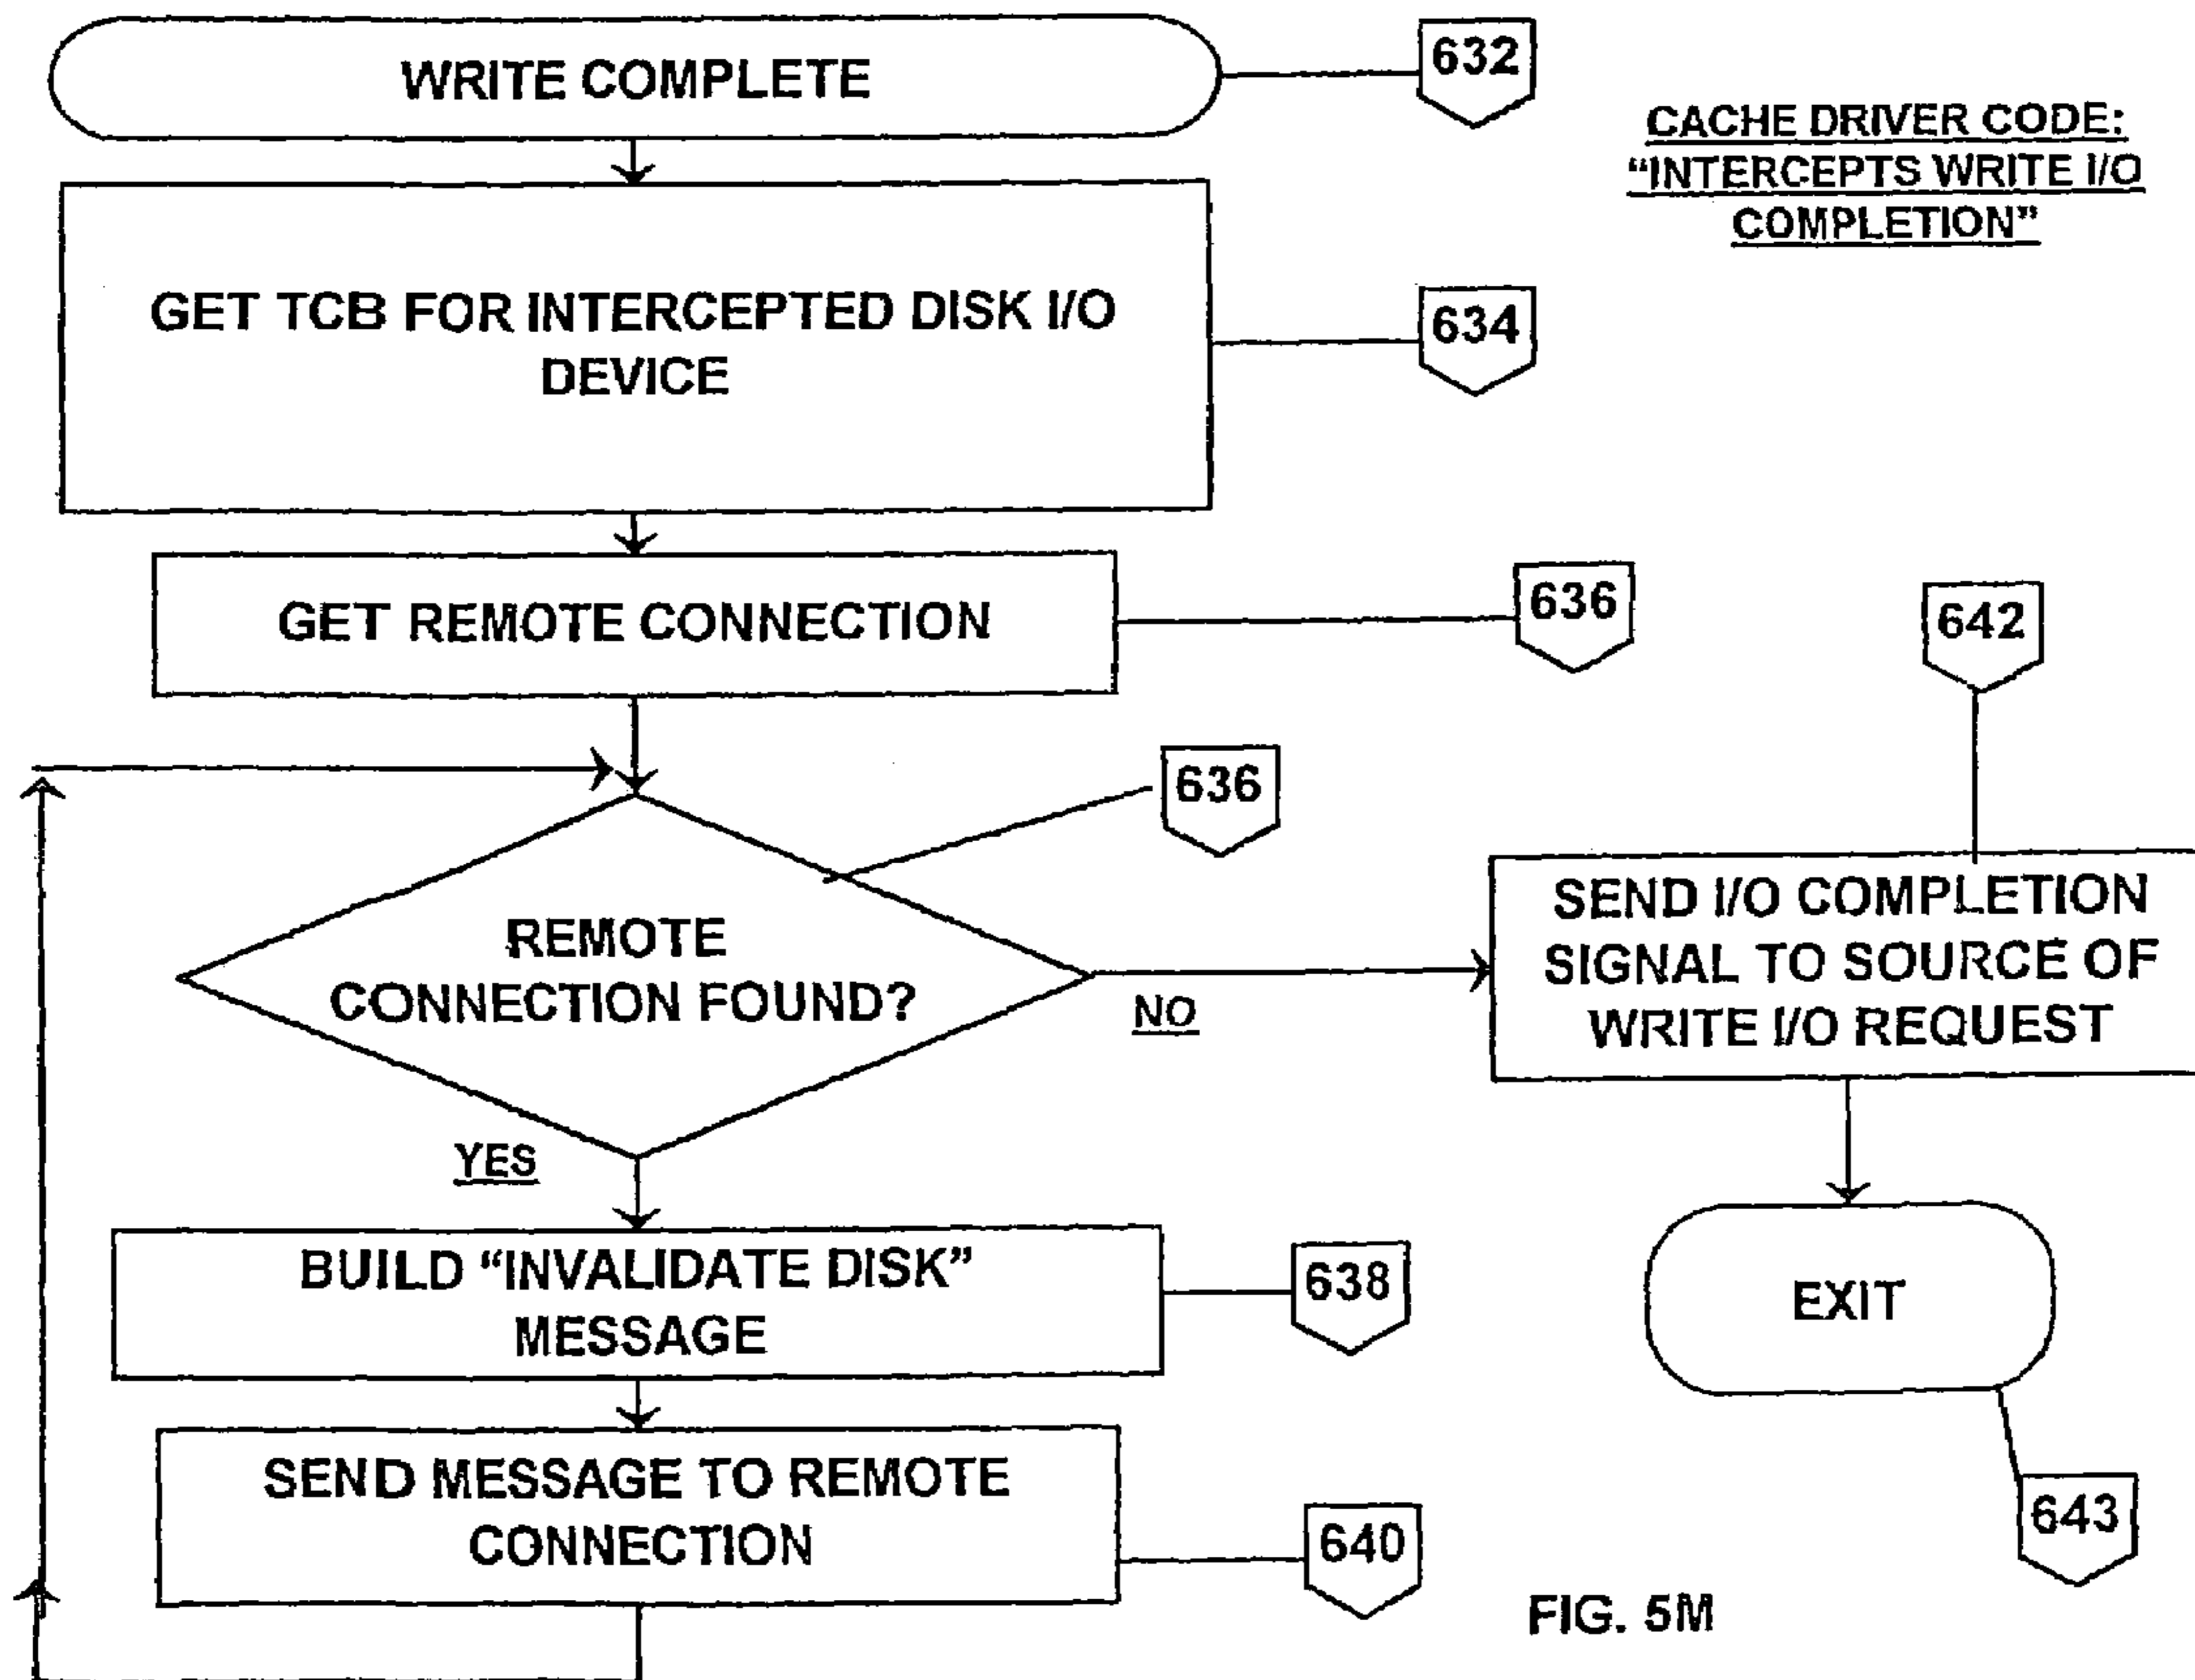 WRITE COMPLETE
632
CACHE DRIVER CODE:
“INTERCEPTS WRITE I/O
COMPLETION”
GET TCB FOR INTERCEPTED DISK I/O
DEVICE
634
GET REMOTE CONNECTION
636
642
636
REMOTE
CONNECTION FOUND?
NO
SEND I/O COMPLETION
SIGNAL TO SOURCE OF
WRITE I/O REQUEST
YES
BUILD “INVALIDATE DISK”
MESSAGE
638
EXIT
SEND MESSAGE TO REMOTE
CONNECTION
640
643
FIG. 5M